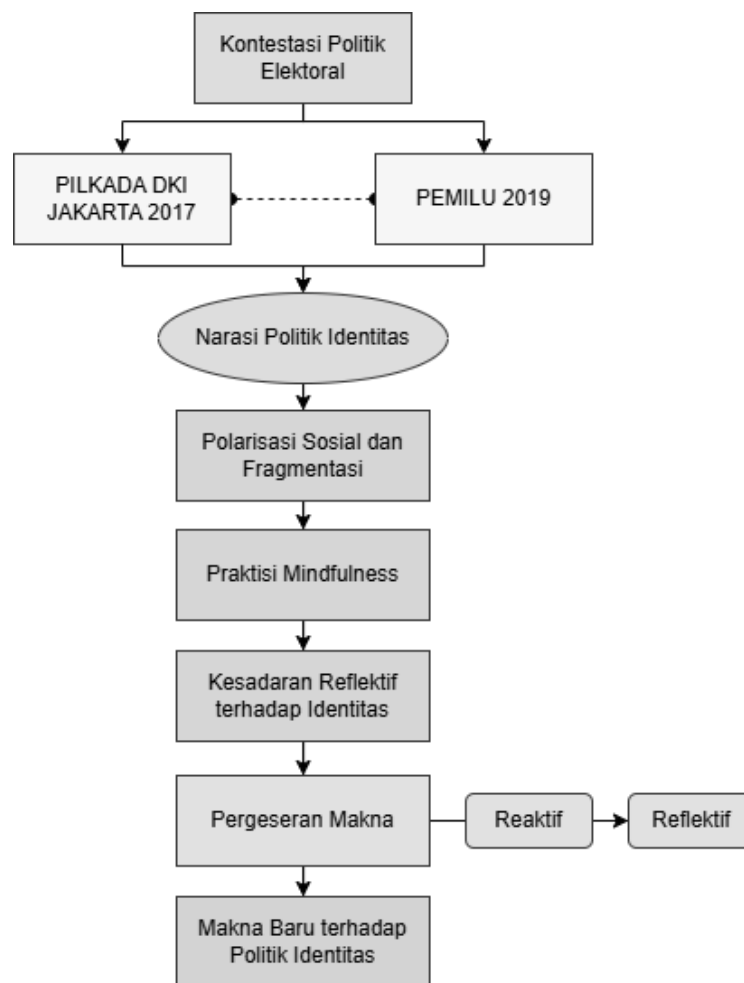 Kontestasi Politik
Elektoral
PILKADA DKI
JAKARTA 2017
PEMILU 2019
Narasi Politik Identitas
Polarisasi Sosial dan
Fragmentasi
Praktisi Mindfulness
Kesadaran Reflektif
terhadap Identitas
Pergeseran Makna
Reaktif
Reflektif
Makna Baru terhadap
Politik Identitas